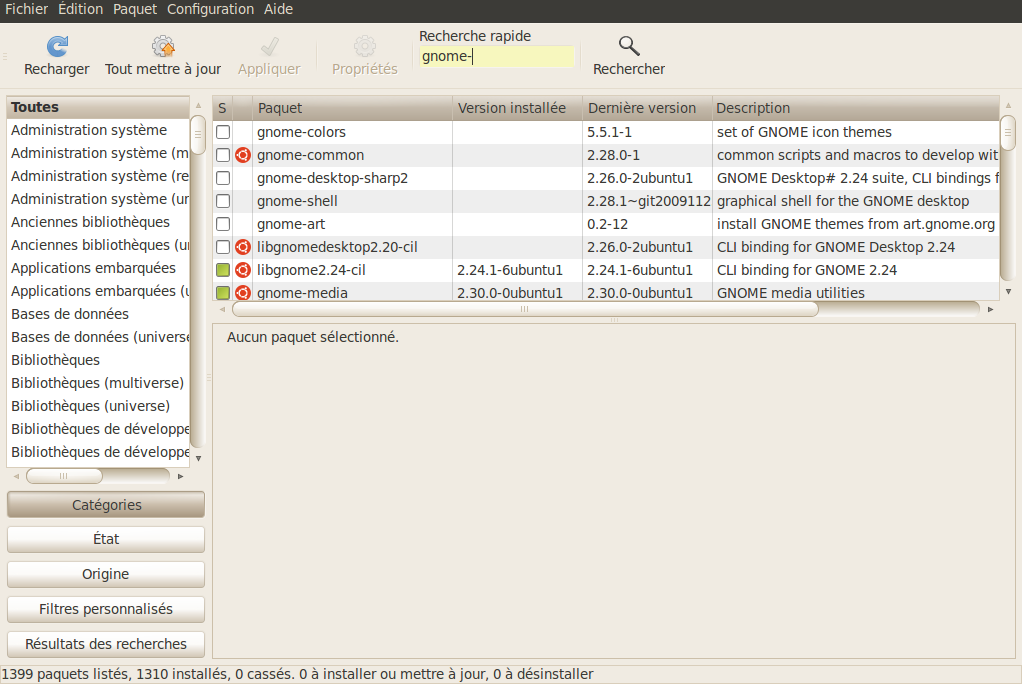 Fichier Édition Paquet Configuration Aide
Recharger
Tout mettre à jour
Appliquer
Propriétés
Recherche rapide
gnome-
Rechercher
Toutes
Administration système
Administration système (m
Administration système (re
Administration système (un
Anciennes bibliothèques
Anciennes bibliothèques (u
Applications embarquées
Applications embarquées (u
Bases de données
Bases de données (universe
Bibliothèques
Bibliothèques (multiverse)
Bibliothèques (universe)
Bibliothèques de développe
Bibliothèques de développe
Catégories
État
Origine
Filtres personnalisés
Résultats des recherches
S Paquet Version installée Dernière version Description
gnome-colors 5.5.1-1 set of GNOME icon themes
gnome-common 2.28.0-1 common scripts and macros to develop wit
gnome-desktop-sharp2 2.26.0-2ubuntu1 GNOME Desktop# 2.24 suite, CLI bindings f
gnome-shell 2.28.1~git2009112 graphical shell for the GNOME desktop
gnome-art 0.2-12 install GNOME themes from art.gnome.org
libgnomedesktop2.20-cil 2.26.0-2ubuntu1 CLI binding for GNOME Desktop 2.24
libgnome2.24-cil 2.24.1-6ubuntu1 2.24.1-6ubuntu1 CLI binding for GNOME 2.24
gnome-media 2.30.0-0ubuntu1 2.30.0-0ubuntu1 GNOME media utilities
Aucun paquet sélectionné.
1399 paquets listés, 1310 installés, 0 cassés. 0 à installer ou mettre à jour, 0 à désinstaller